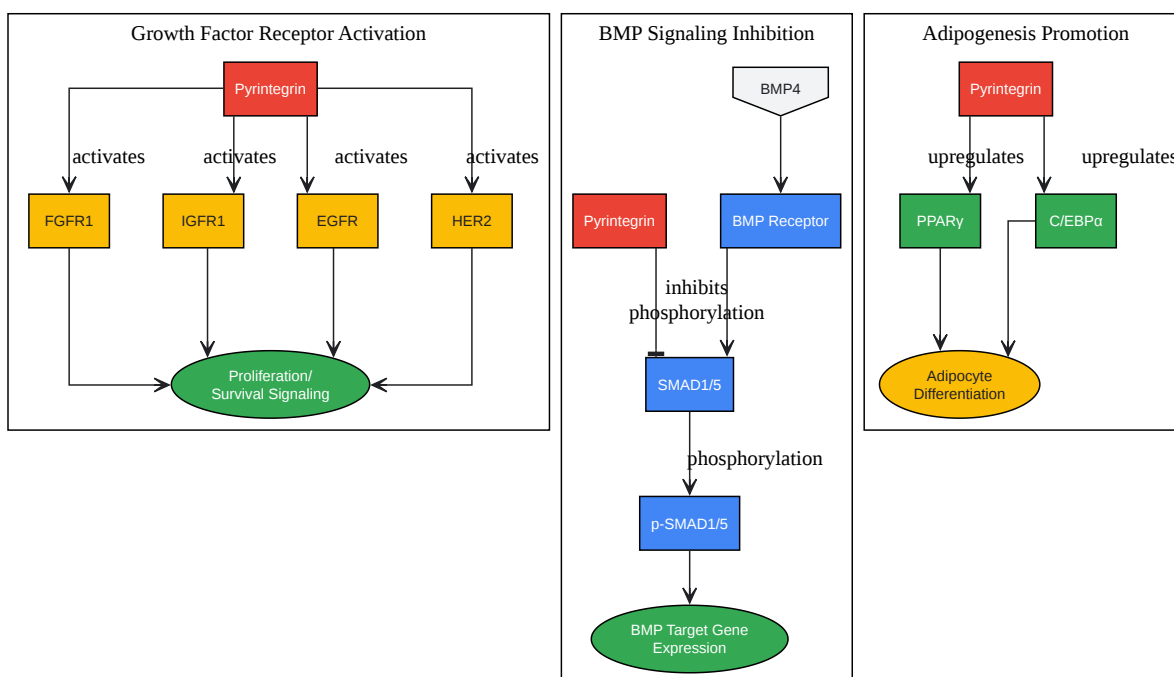 Growth Factor Receptor Activation
Pyrintegrin
activates
activates
activates
activates
FGFR1
IGFR1
EGFR
HER2
Proliferation/
Survival Signaling
BMP Signaling Inhibition
BMP4
Pyrintegrin
BMP Receptor
inhibits
phosphorylation
SMAD1/5
phosphorylation
p-SMAD1/5
BMP Target Gene
Expression
Adipogenesis Promotion
Pyrintegrin
upregulates
upregulates
PPARγ
C/EBPα
Adipocyte
Differentiation